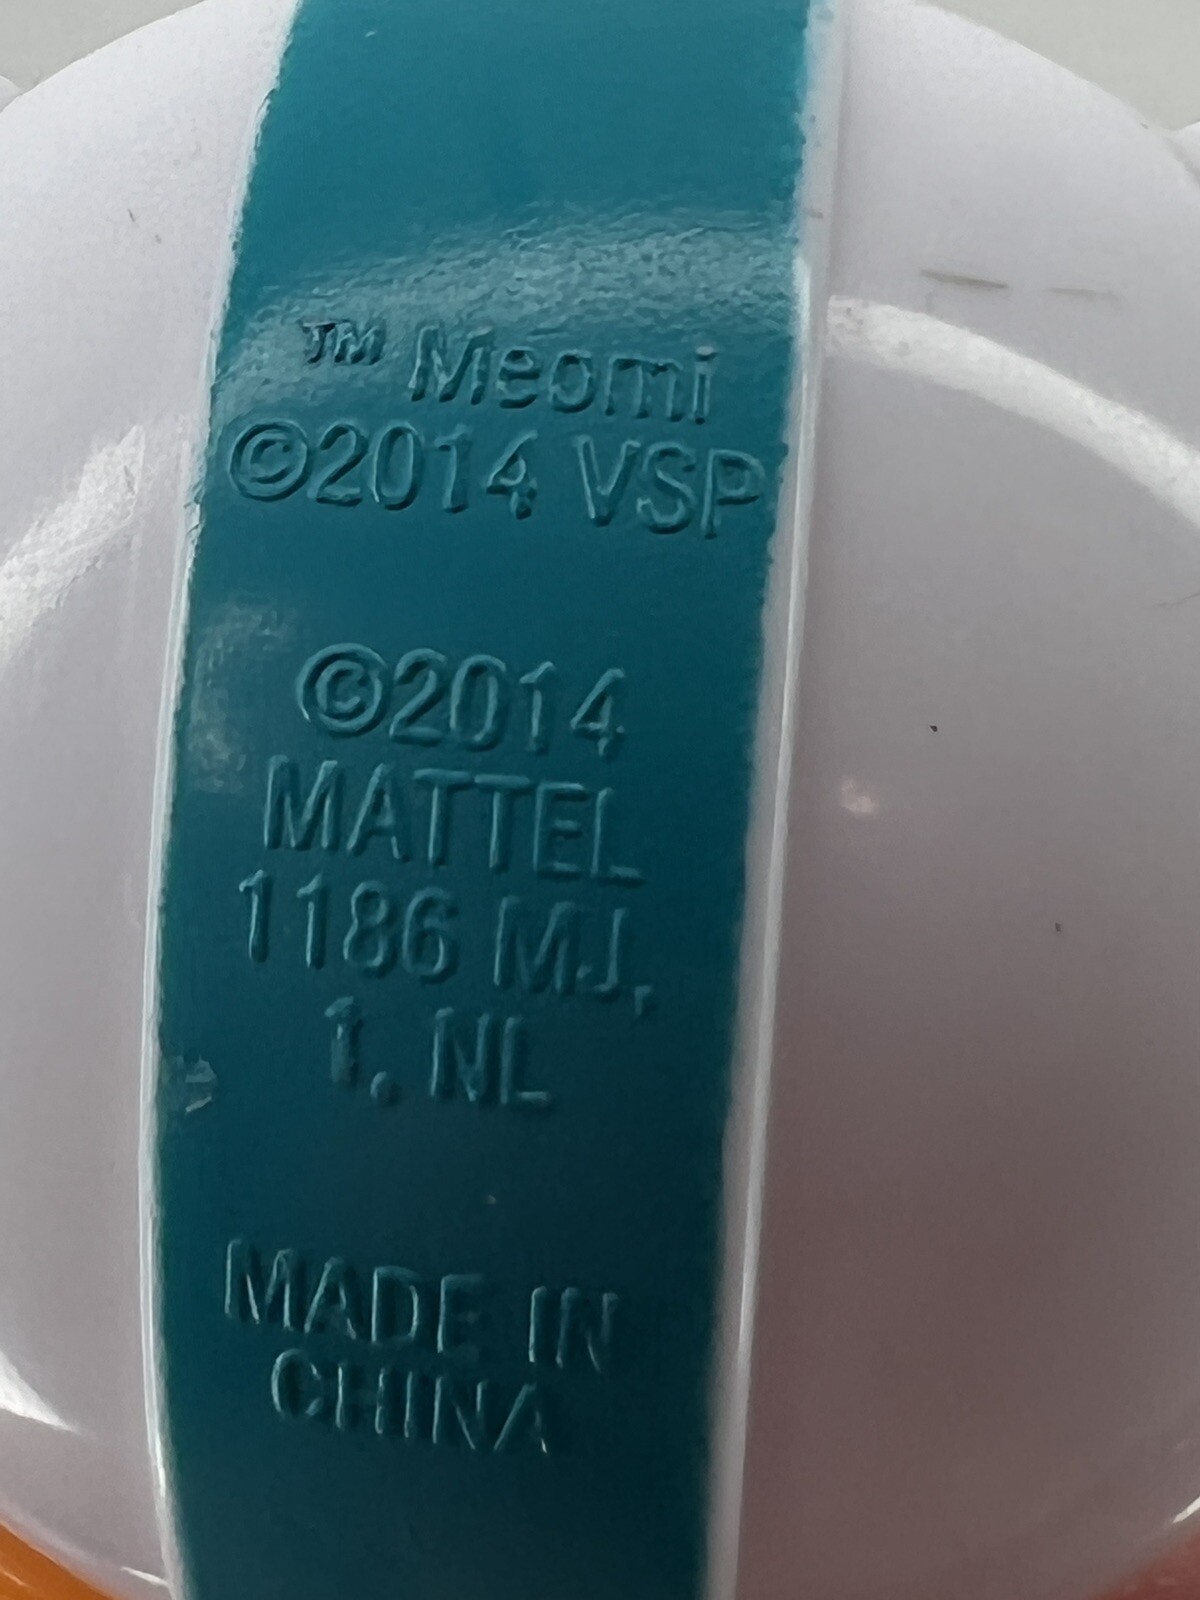 ™ Meomi
©2014 VSP
©2014
MATTEL
1186 MJ,
1, NL
MADE IN
CHINA